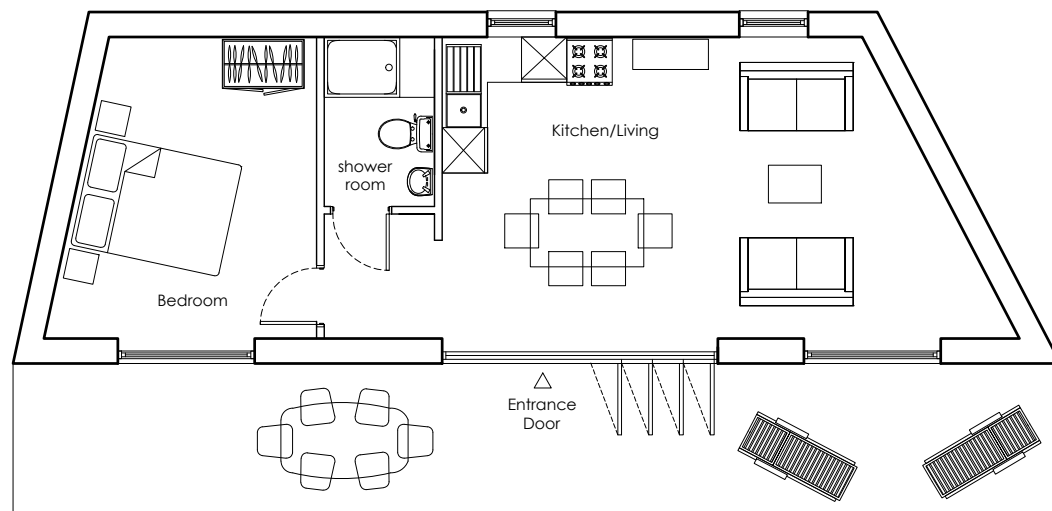 Kitchen/Living
shower
room
Bedroom
Entrance
Door